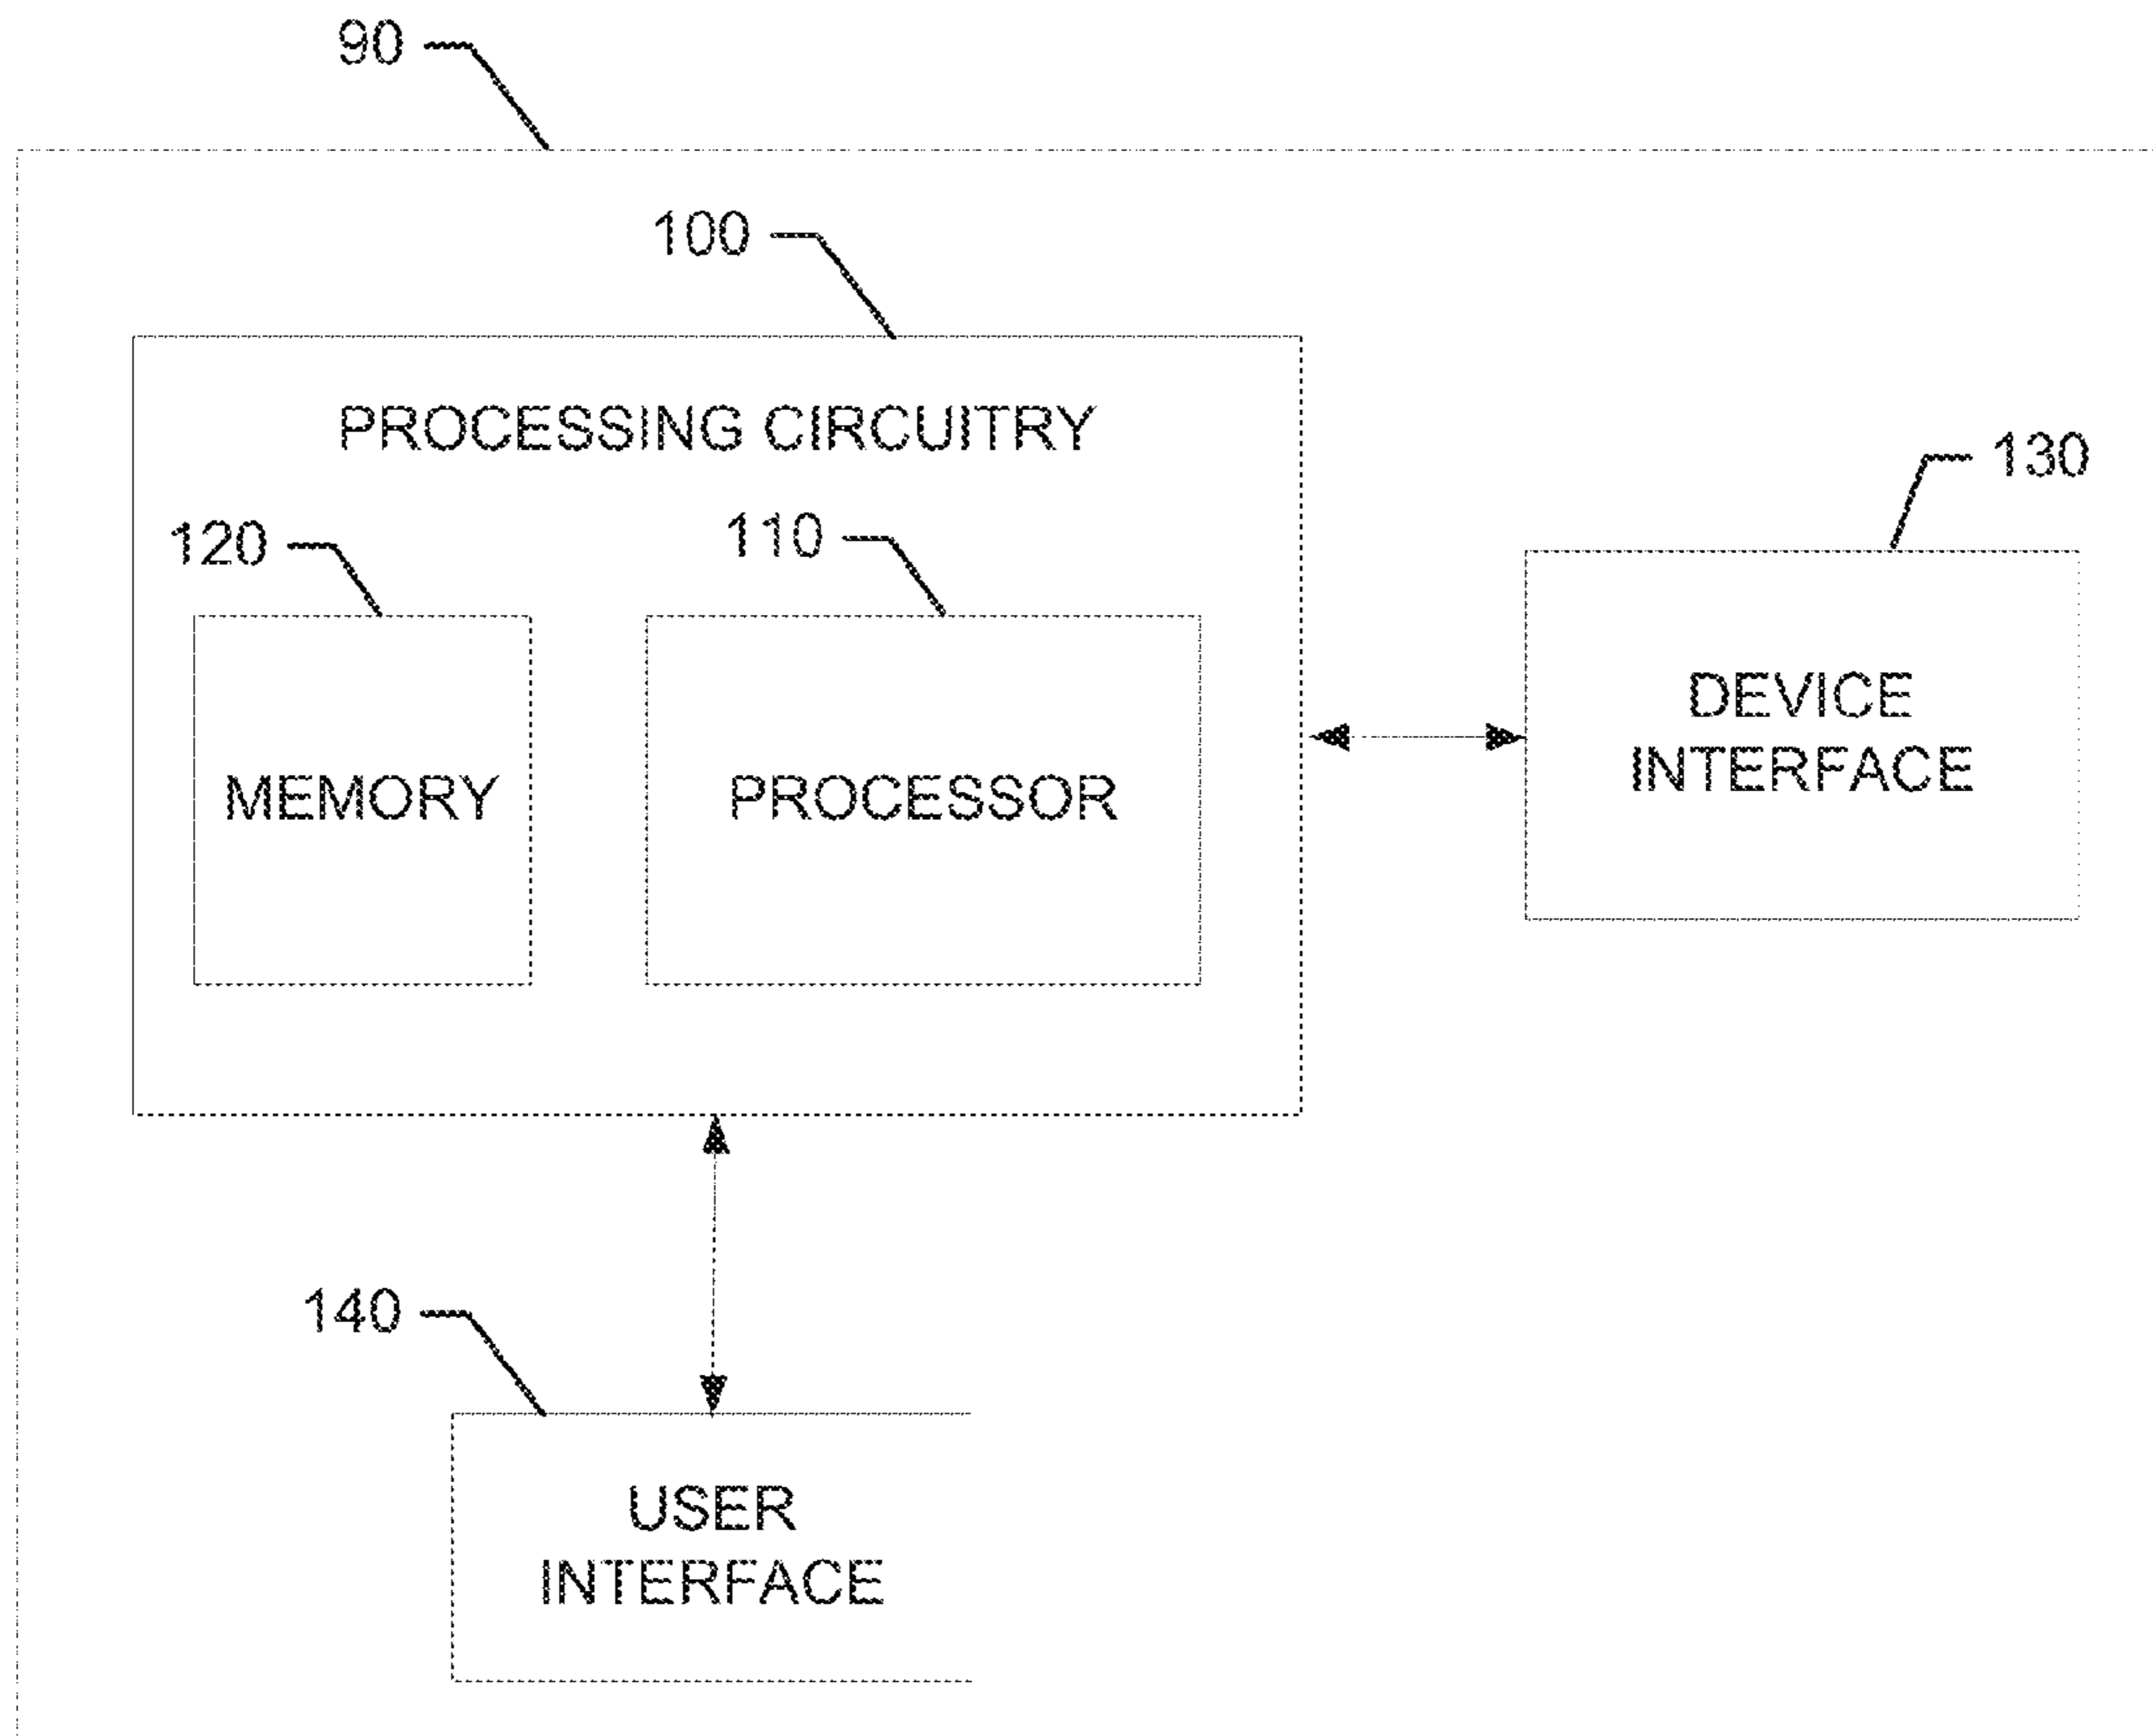 90
100
PROCESSING CIRCUITRY
130
120
110
DEVICE
INTERFACE
MEMORY
PROCESSOR
140
USER
INTERFACE